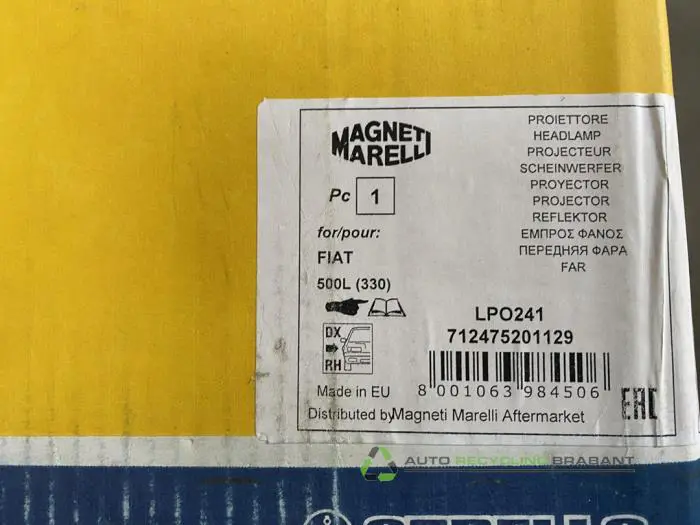 MAGNETI
MARELLI
Pc 1
for/pour:
FIAT
500L (330)
DX
RH
Made in EU
Distributed by Magneti Marelli Aftermarket
PROIETTORE
HEADLAMP
PROJECTEUR
SCHEINWERFER
PROYECTOR
PROJECTOR
REFLEKTOR
ΕΜΠΡΟΣ ΦΑΝΟΣ
ПЕРЕДНЯЯ ФАРА
FAR
LPO241
712475201129
8 001063 984506
EAC
AUTO RECYCLING BRABANT